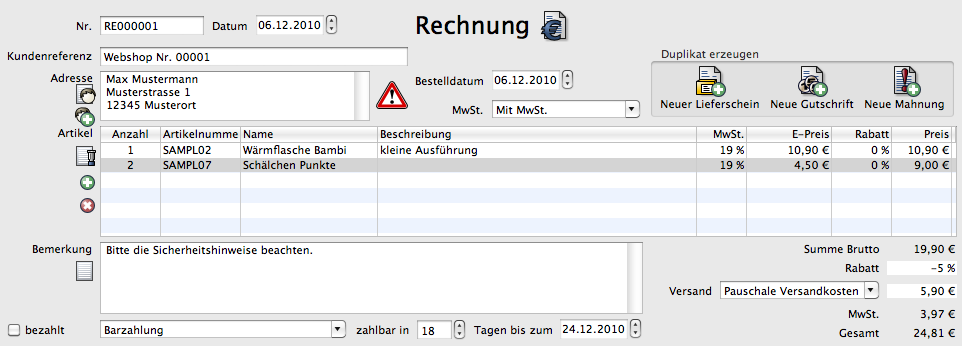 Nr. RE000001 Datum 06.12.2010 Rechnung
Kundenreferenz Webshop Nr. 00001
Duplikat erzeugen
Adresse Max Mustermann
Musterstrasse 1
12345 Musterort
Bestelldatum 06.12.2010
MwSt. Mit MwSt.
Neuer Lieferschein Neue Gutschrift Neue Mahnung
Artikel Anzahl Artikelnumme Name Beschreibung MwSt. E-Preis Rabatt Preis
1 SAMPL02 Wärmflasche Bambi kleine Ausführung 19 % 10,90 € 0 % 10,90 €
2 SAMPL07 Schälchen Punkte 19 % 4,50 € 0 % 9,00 €
Bemerkung Bitte die Sicherheitshinweise beachten.
Summe Brutto 19,90 €
Rabatt -5 %
Versand Pauschale Versandkosten 5,90 €
MwSt. 3,97 €
Gesamt 24,81 €
bezahlt Barzahlung zahlbar in 18 Tagen bis zum 24.12.2010